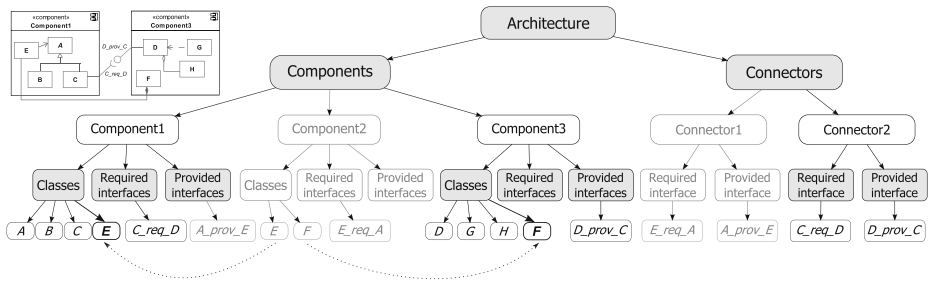 «component»
Component1
«component»
Component3
E
A
B
C
D_prov_C
C_req_D
D
G
F
H
Architecture
Components
Connectors
Component1
Component2
Component3
Connector1
Connector2
Classes
Required
interfaces
Provided
interfaces
Classes
Required
interfaces
Provided
interfaces
Classes
Required
interfaces
Provided
interfaces
Required
interface
Provided
interface
Required
interface
Provided
interface
A
B
C
E
C_req_D
A_prov_E
E
F
E_req_A
D
G
H
F
D_prov_C
E_req_A
A_prov_E
C_req_D
D_prov_C